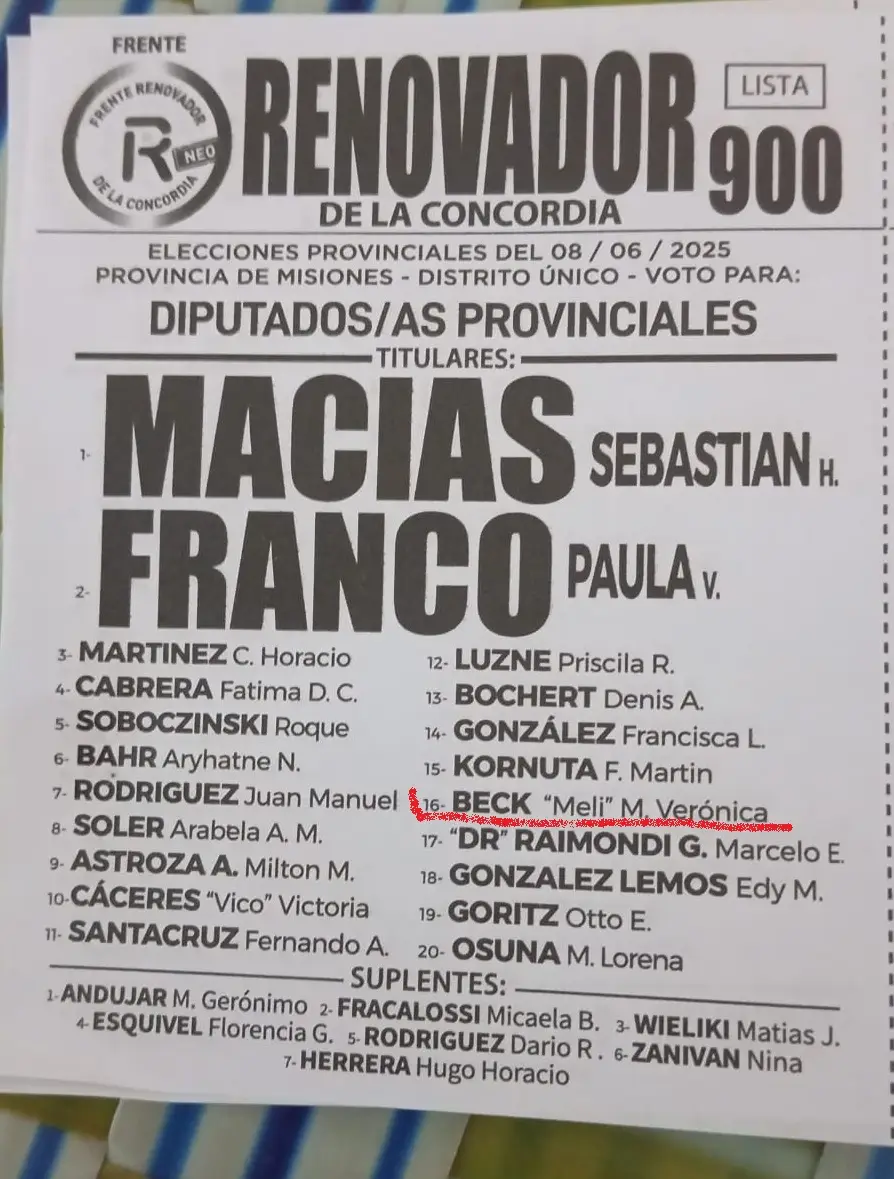 FRENTE
FRENTE RENOVADOR
R NEO
DE LA CONCORDIA
RENOVADOR
DE LA CONCORDIA
LISTA
900
ELECCIONES PROVINCIALES DEL 08 / 06 / 2025
PROVINCIA DE MISIONES - DISTRITO ÚNICO - VOTO PARA:
DIPUTADOS/AS PROVINCIALES
TITULARES:
1- MACIAS SEBASTIAN H.
2- FRANCO PAULA V.
3- MARTINEZ C. Horacio
4- CABRERA Fatima D. C.
5- SOBOCZINSKI Roque
6- BAHR Aryhatne N.
7- RODRIGUEZ Juan Manuel
8- SOLER Arabela A. M.
9- ASTROZA A. Milton M.
10- CÁCERES "Vico" Victoria
11- SANTACRUZ Fernando A.
12- LUZNE Priscila R.
13- BOCHERT Denis A.
14- GONZÁLEZ Francisca L.
15- KORNUTA F. Martin
16- BECK "Meli" M. Verónica
17- "DR" RAIMONDI G. Marcelo E.
18- GONZALEZ LEMOS Edy M.
19- GORITZ Otto E.
20- OSUNA M. Lorena
SUPLENTES:
1- ANDUJAR M. Gerónimo 2- FRACALOSSI Micaela B. 3- WIELIKI Matias J.
4- ESQUIVEL Florencia G. 5- RODRIGUEZ Dario R. 6- ZANIVAN Nina
7- HERRERA Hugo Horacio